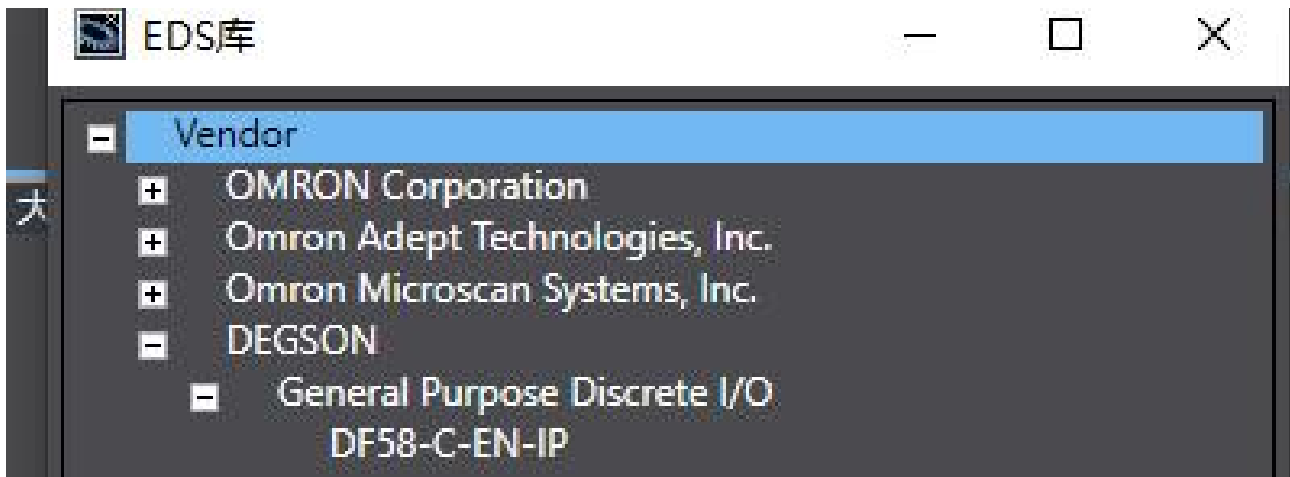 EDS库
Vendor
OMRON Corporation
大
Omron Adept Technologies, Inc.
Omron Microscan Systems, Inc.
DEGSON
General Purpose Discrete I/O
DF58-C-EN-IP